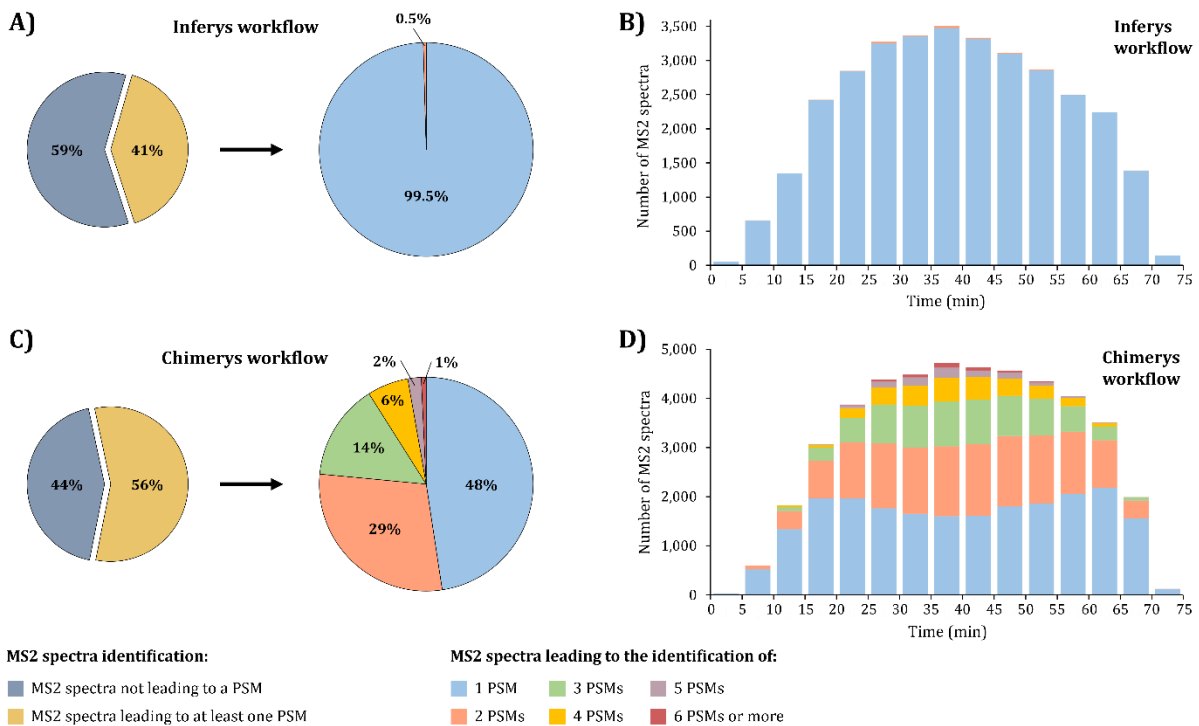 A)
Inferys workflow
0.5%
59%
41%
99.5%
B)
Inferys
workflow
Number of MS2 spectra
3,500
3,000
2,500
2,000
1,500
1,000
500
0
0 5 10 15 20 25 30 35 40 45 50 55 60 65 70 75
Time (min)
C)
Chimerys workflow
2%
1%
6%
14%
48%
29%
44%
56%
D)
Chimerys
workflow
Number of MS2 spectra
5,000
4,000
3,000
2,000
1,000
0
0 5 10 15 20 25 30 35 40 45 50 55 60 65 70 75
Time (min)
MS2 spectra identification:
MS2 spectra not leading to a PSM
MS2 spectra leading to at least one PSM
MS2 spectra leading to the identification of:
1 PSM
3 PSMs
5 PSMs
2 PSMs
4 PSMs
6 PSMs or more